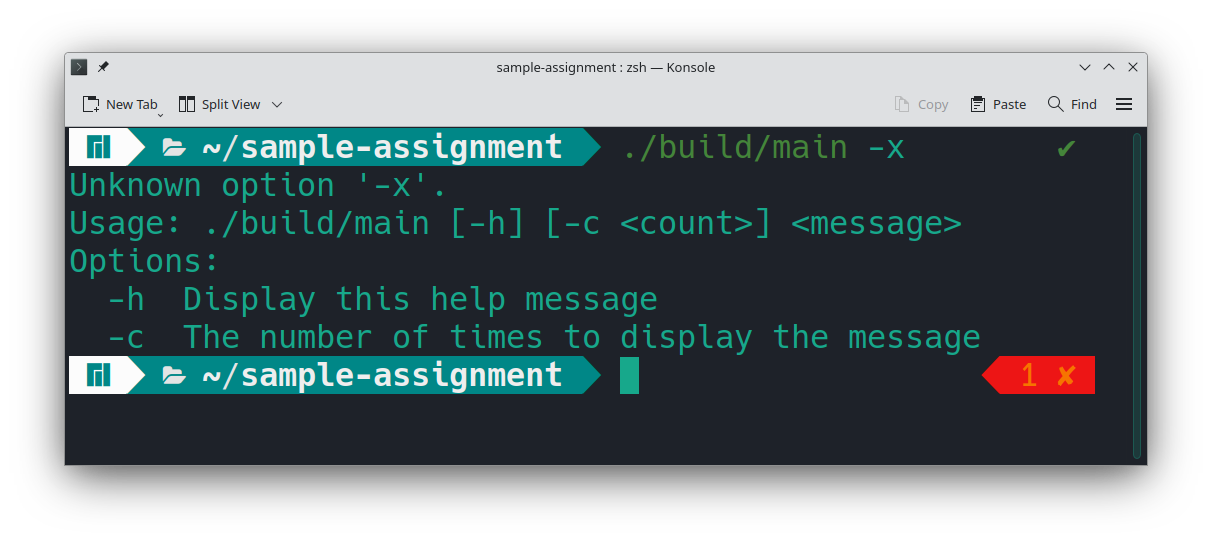 sample-assignment : zsh — Konsole
New Tab Split View Copy Paste Find
~/sample-assignment ./build/main -x ✔
Unknown option '-x'.
Usage: ./build/main [-h] [-c <count>] <message>
Options:
  -h  Display this help message
  -c  The number of times to display the message
~/sample-assignment 1 ✘